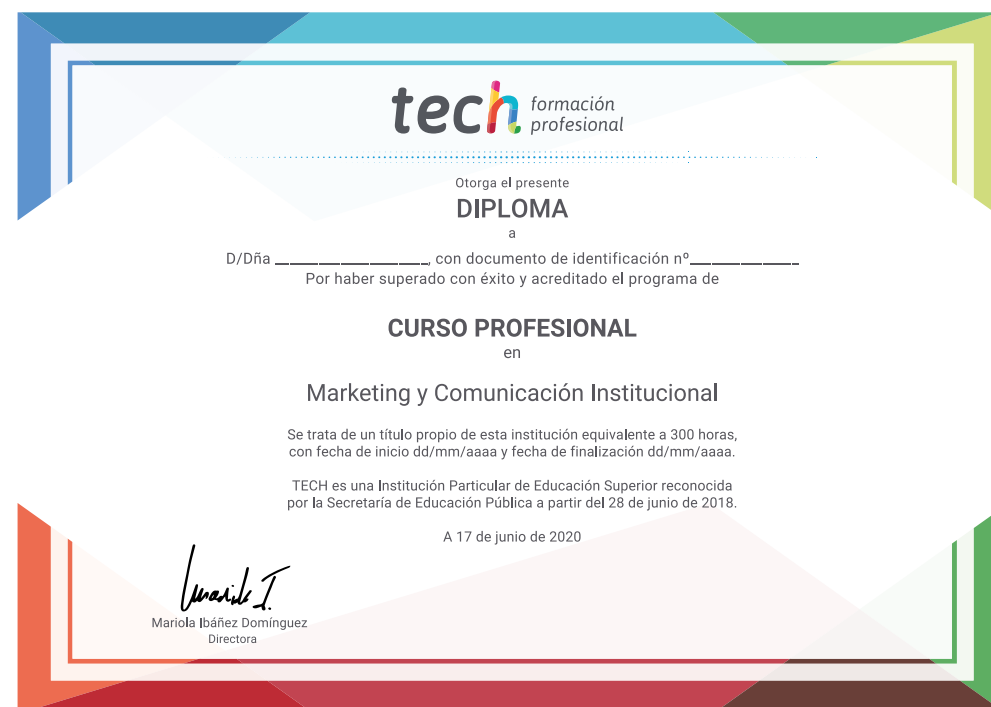 tech formación
profesional
Otorga el presente
DIPLOMA
a
D/Dña ____________________, con documento de identificación nº______________
Por haber superado con éxito y acreditado el programa de
CURSO PROFESIONAL
en
Marketing y Comunicación Institucional
Se trata de un título propio de esta institución equivalente a 300 horas,
con fecha de inicio dd/mm/aaaa y fecha de finalización dd/mm/aaaa.
TECH es una Institución Particular de Educación Superior reconocida
por la Secretaría de Educación Pública a partir del 28 de junio de 2018.
A 17 de junio de 2020
Mariola I.
Mariola Ibáñez Domínguez
Directora